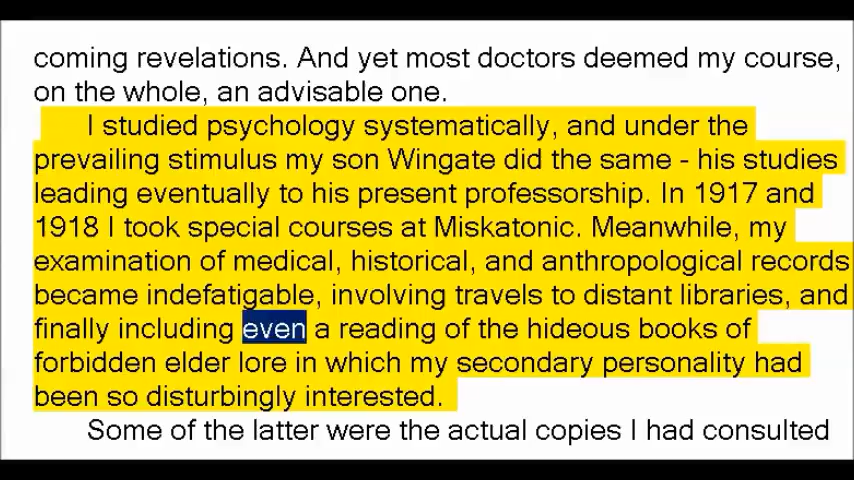 coming revelations. And yet most doctors deemed my course,
on the whole, an advisable one.
I studied psychology systematically, and under the
prevailing stimulus my son Wingate did the same - his studies
leading eventually to his present professorship. In 1917 and
1918 I took special courses at Miskatonic. Meanwhile, my
examination of medical, historical, and anthropological records
became indefatigable, involving travels to distant libraries, and
finally including even a reading of the hideous books of
forbidden elder lore in which my secondary personality had
been so disturbingly interested.
Some of the latter were the actual copies I had consulted